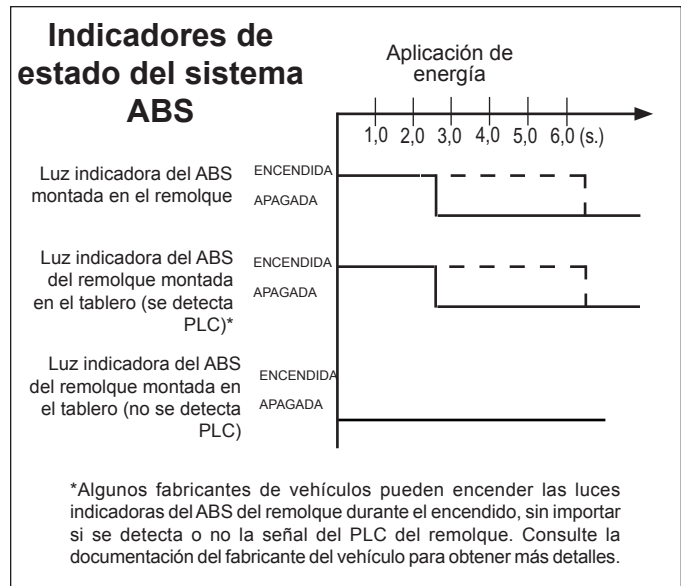 Indicadores de
estado del sistema
ABS
Aplicación de
energía
1,0 2,0 3,0 4,0 5,0 6,0 (s.)
Luz indicadora del ABS
montada en el remolque
ENCENDIDA
APAGADA
Luz indicadora del ABS
del remolque montada
en el tablero (se detecta
PLC)*
ENCENDIDA
APAGADA
Luz indicadora del ABS
del remolque montada en
el tablero (no se detecta
PLC)
ENCENDIDA
APAGADA
*Algunos fabricantes de vehículos pueden encender las luces
indicadoras del ABS del remolque durante el encendido, sin importar
si se detecta o no la señal del PLC del remolque. Consulte la
documentación del fabricante del vehículo para obtener más detalles.